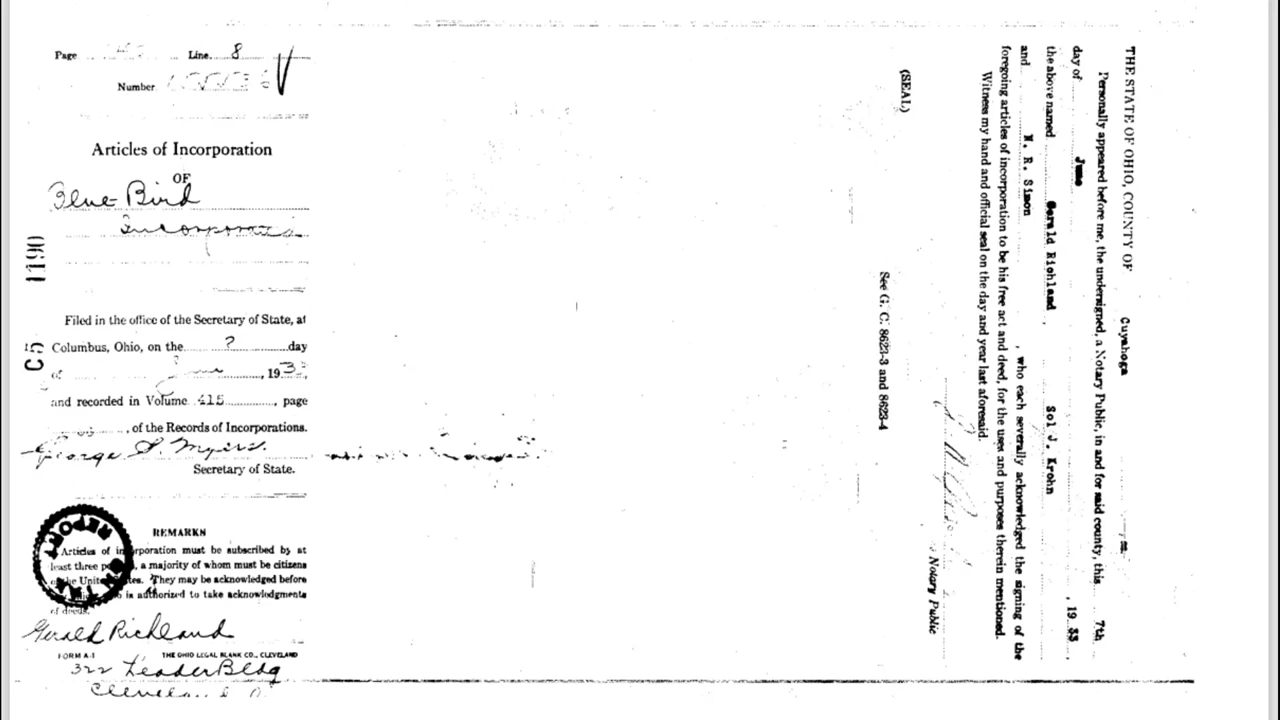 Page Line 8
Number
Articles of Incorporation
OF
Blue Bird
Incorporated
1190
C5
Filed in the office of the Secretary of State, at
Columbus, Ohio, on the ? day
of June, 1933
and recorded in Volume 415, page
, of the Records of Incorporations.
George S. Myers.
Secretary of State.
REMARKS
Articles of incorporation must be subscribed by at
least three a majority of whom must be citizens
of the United States. They may be acknowledged before
is authorized to take acknowledgments
of deeds.
Gerald Richland
FORM A-1 THE OHIO LEGAL BLANK CO., CLEVELAND
322 Leader Bldg
Cleveland O
REPORT
THE STATE OF OHIO, COUNTY OF Cuyahoga ss.
Personally appeared before me, the undersigned, a Notary Public, in and for said county, this 7th
day of June, 19 33
the above named Gerald Richland, Sol J. Krohn
and N. R. Simon, who each severally acknowledged the signing of the
foregoing articles of incorporation to be his free act and deed, for the uses and purposes therein mentioned.
Witness my hand and official seal on the day and year last aforesaid.
Notary Public
(SEAL)
See G. C. 8623-3 and 8623-4